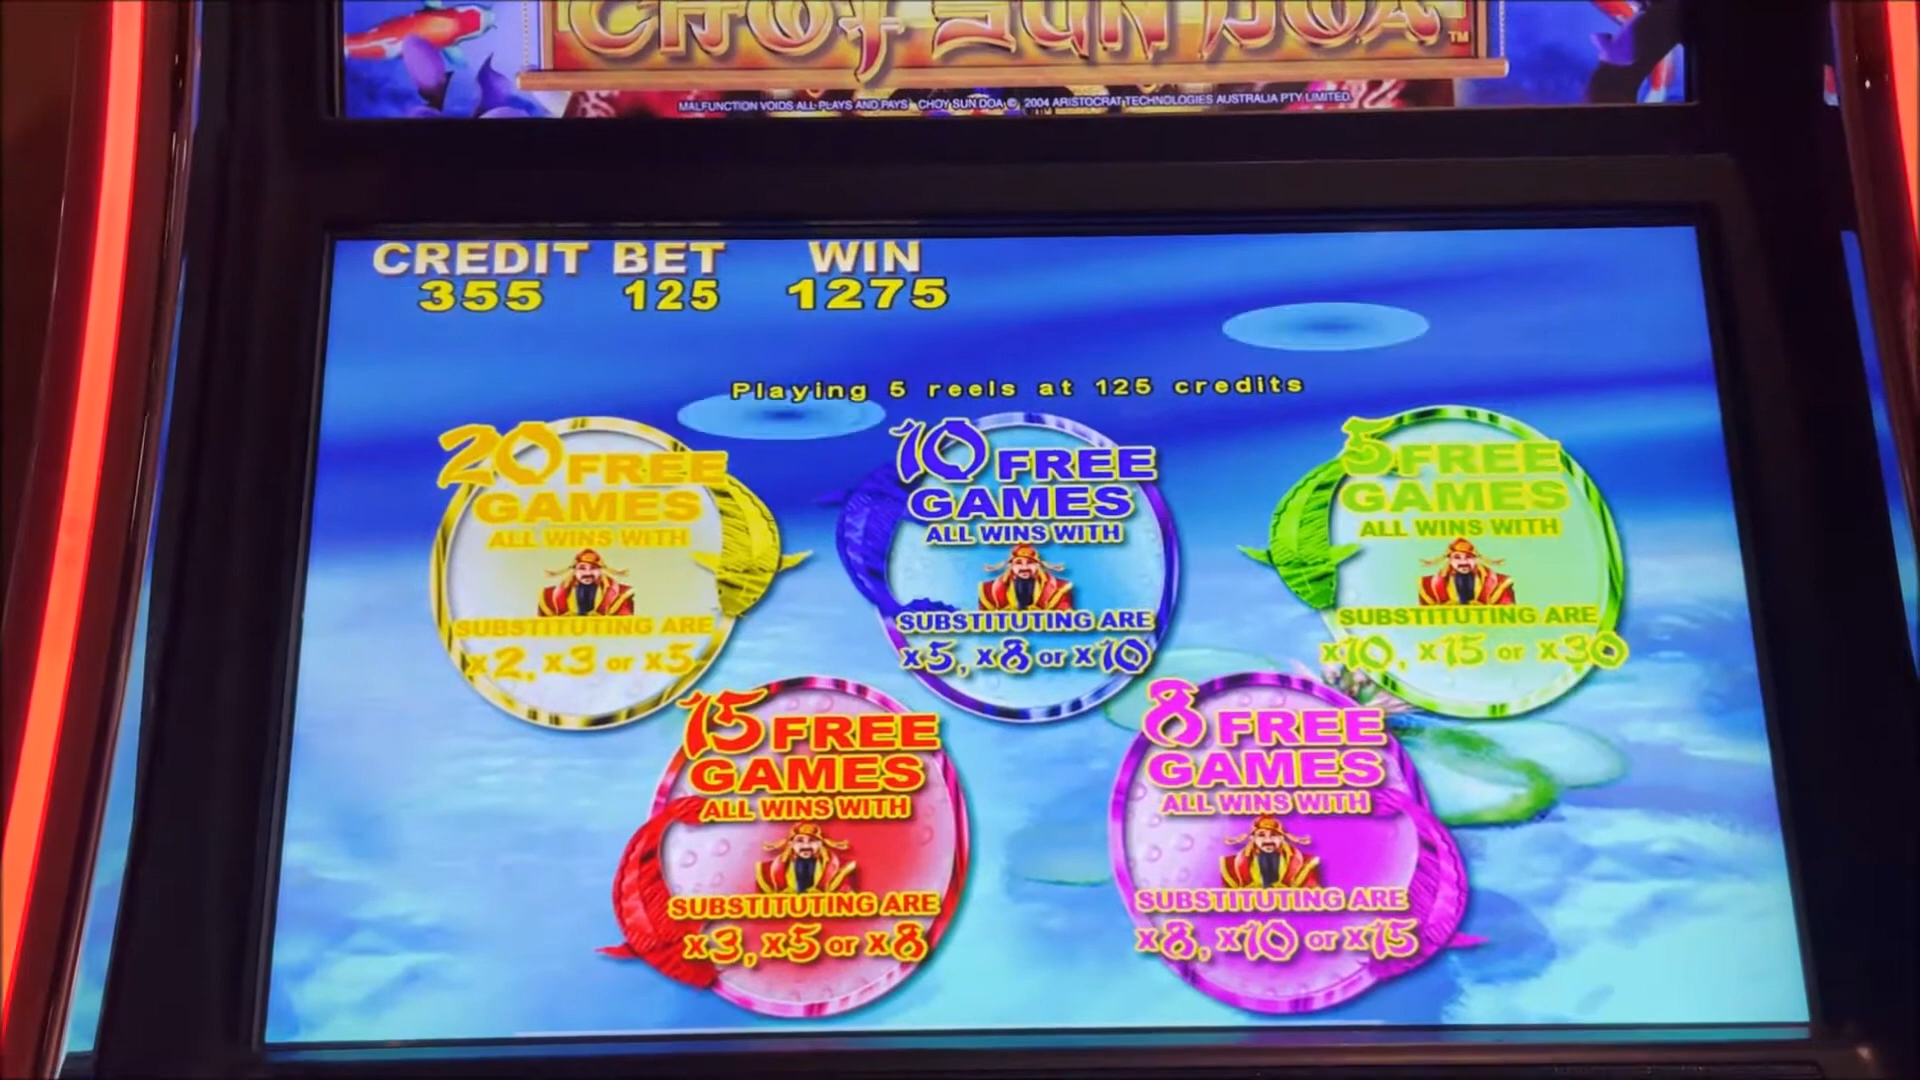 CHOY SUN DOA™
MALFUNCTION VOIDS ALL PLAYS AND PAYS CHOY SUN DOA © 2004 ARISTOCRAT TECHNOLOGIES AUSTRALIA PTY LIMITED.
CREDIT BET WIN
355 125 1275
Playing 5 reels at 125 credits
20 FREE
GAMES
ALL WINS WITH
SUBSTITUTING ARE
x2, x3 or x5
10 FREE
GAMES
ALL WINS WITH
SUBSTITUTING ARE
x5, x8 or x10
5 FREE
GAMES
ALL WINS WITH
SUBSTITUTING ARE
x10, x15 or x30
15 FREE
GAMES
ALL WINS WITH
SUBSTITUTING ARE
x3, x5 or x8
8 FREE
GAMES
ALL WINS WITH
SUBSTITUTING ARE
x8, x10 or x15